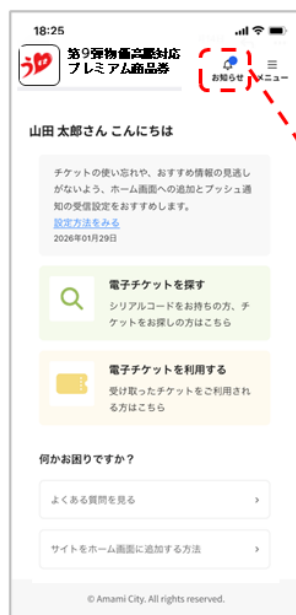 18:25
第9弾物価高騰対応
プレミアム商品券
お知らせ
メニュー
山田 太郎さん こんにちは
チケットの使い忘れや、おすすめ情報の見逃し
がないよう、ホーム画面への追加とプッシュ通
知の受信設定をおすすめします。
設定方法をみる
2026年01月29日
電子チケットを探す
シリアルコードをお持ちの方、チ
ケットをお探しの方はこちら
電子チケットを利用する
受け取ったチケットをご利用され
る方はこちら
何かお困りですか？
よくある質問を見る
サイトをホーム画面に追加する方法
© Amami City. All rights reserved.